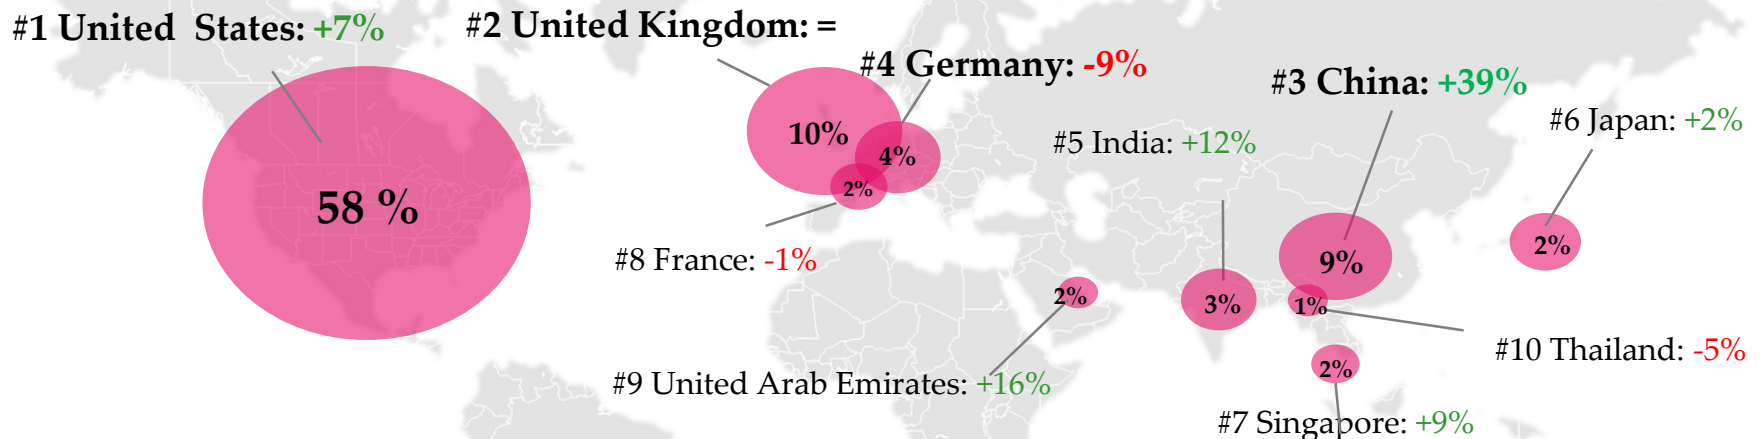 #1 United States: +7%
#2 United Kingdom: =
#4 Germany: -9%
#3 China: +39%
#6 Japan: +2%
#5 India: +12%
10%
4%
2%
58 %
#8 France: -1%
2%
9%
2%
3%
1%
#10 Thailand: -5%
2%
#9 United Arab Emirates: +16%
#7 Singapore: +9%